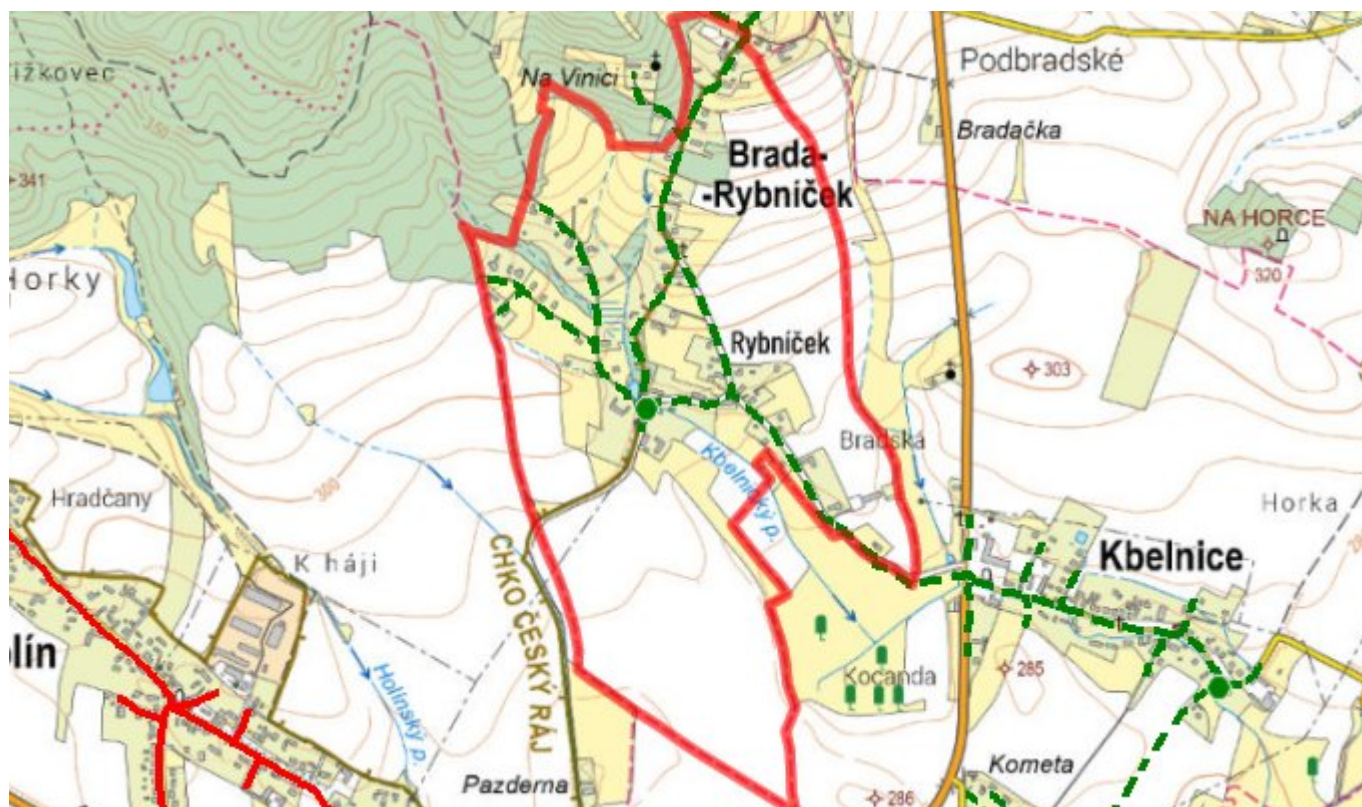 Podbradské
Na Vinici
Bradačka
350
341
Brada-
-Rybníček
NA HORCE
320
Horky
Rybníček
303
Bradská
Hradčany
300
Kbelnický p.
Horka
K háji
Kbelnice
CHKO ČESKÝ RÁJ
Holínský p.
Kocanda
285
Pazderna
Kometa
286